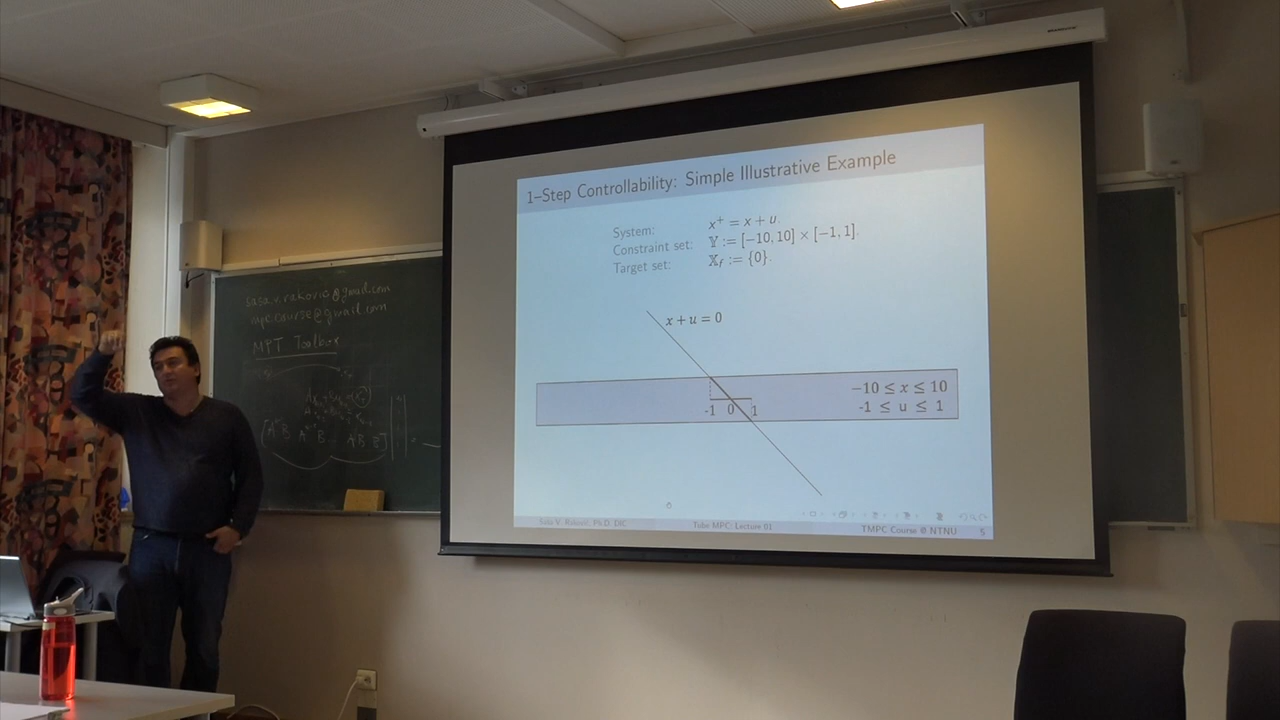 1–Step Controllability: Simple Illustrative Example
System: x⁺ = x + u.
Constraint set: 𝕐 := [−10, 10] × [−1, 1].
Target set: 𝕏f := {0}.
x + u = 0
−10 ≤ x ≤ 10
-1 ≤ u ≤ 1
-1 0 1
Saša V. Raković, Ph.D. DIC
Tube MPC: Lecture 01
TMPC Course @ NTNU 5
sasa.v.rakovic@gmail.com
mpc.course@gmail.com
MPT Toolbox